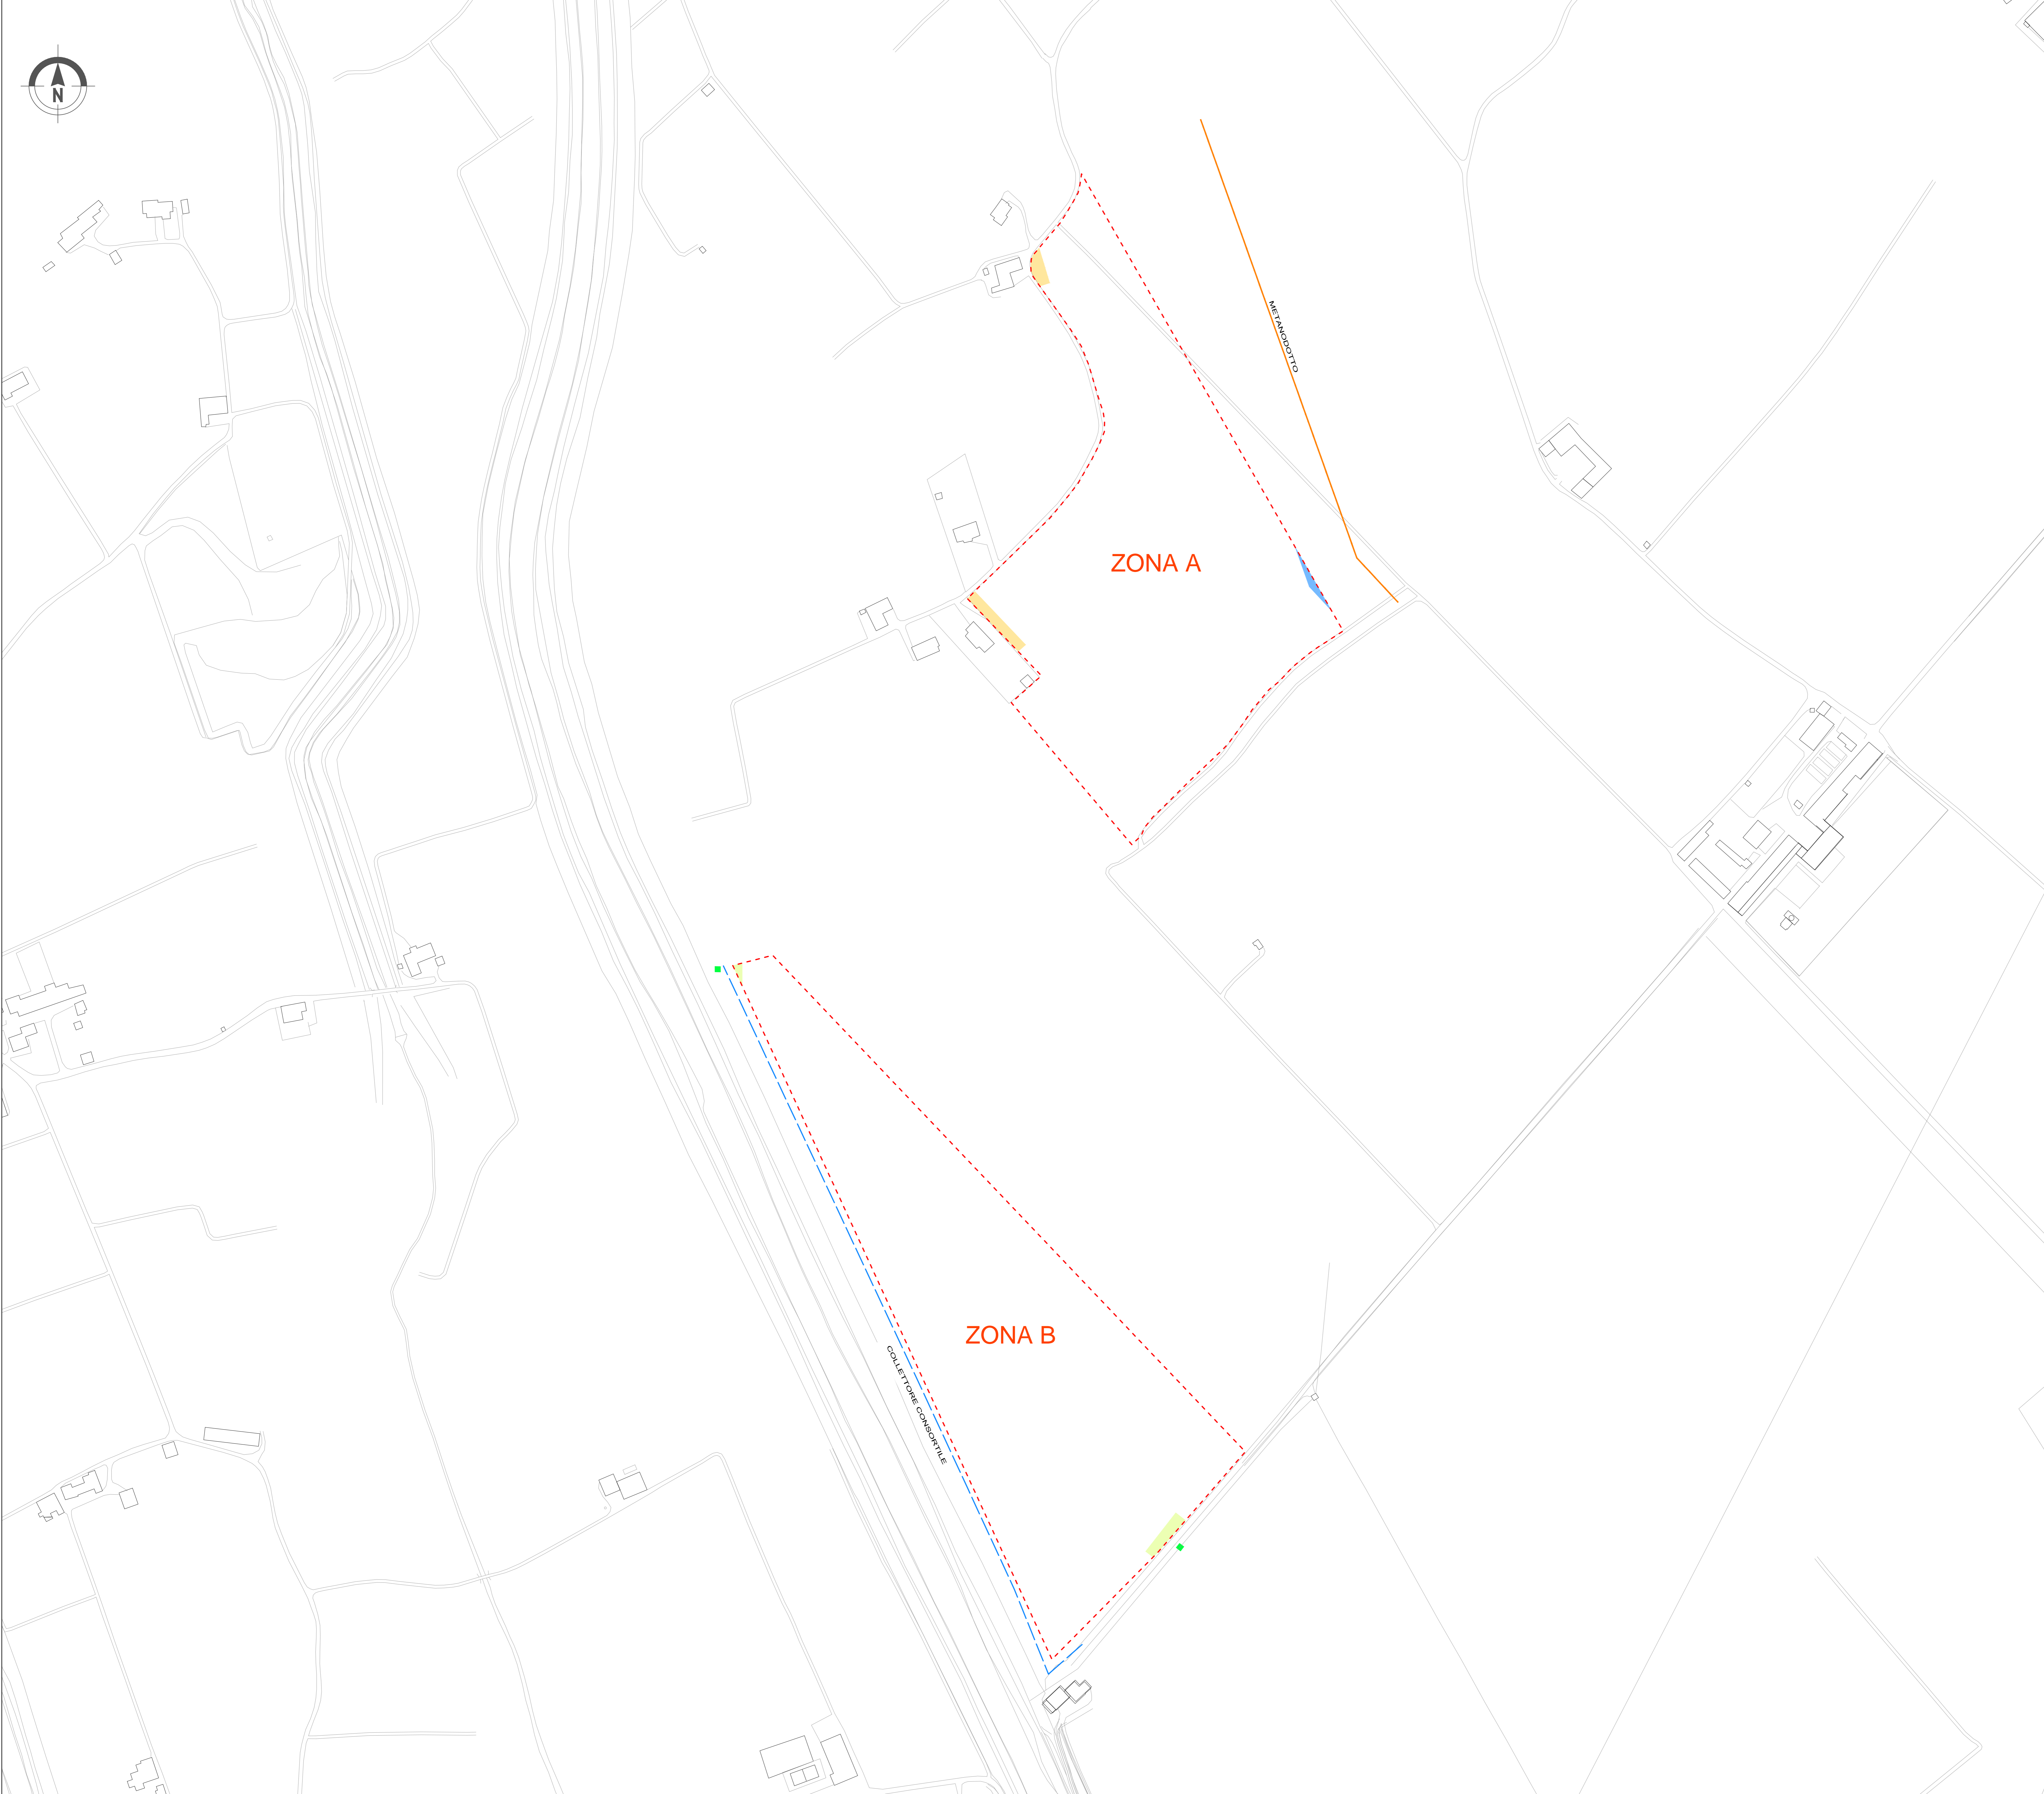 N
METANODOTTO
ZONA A
ZONA B
COLLETTORE CONSORTILE